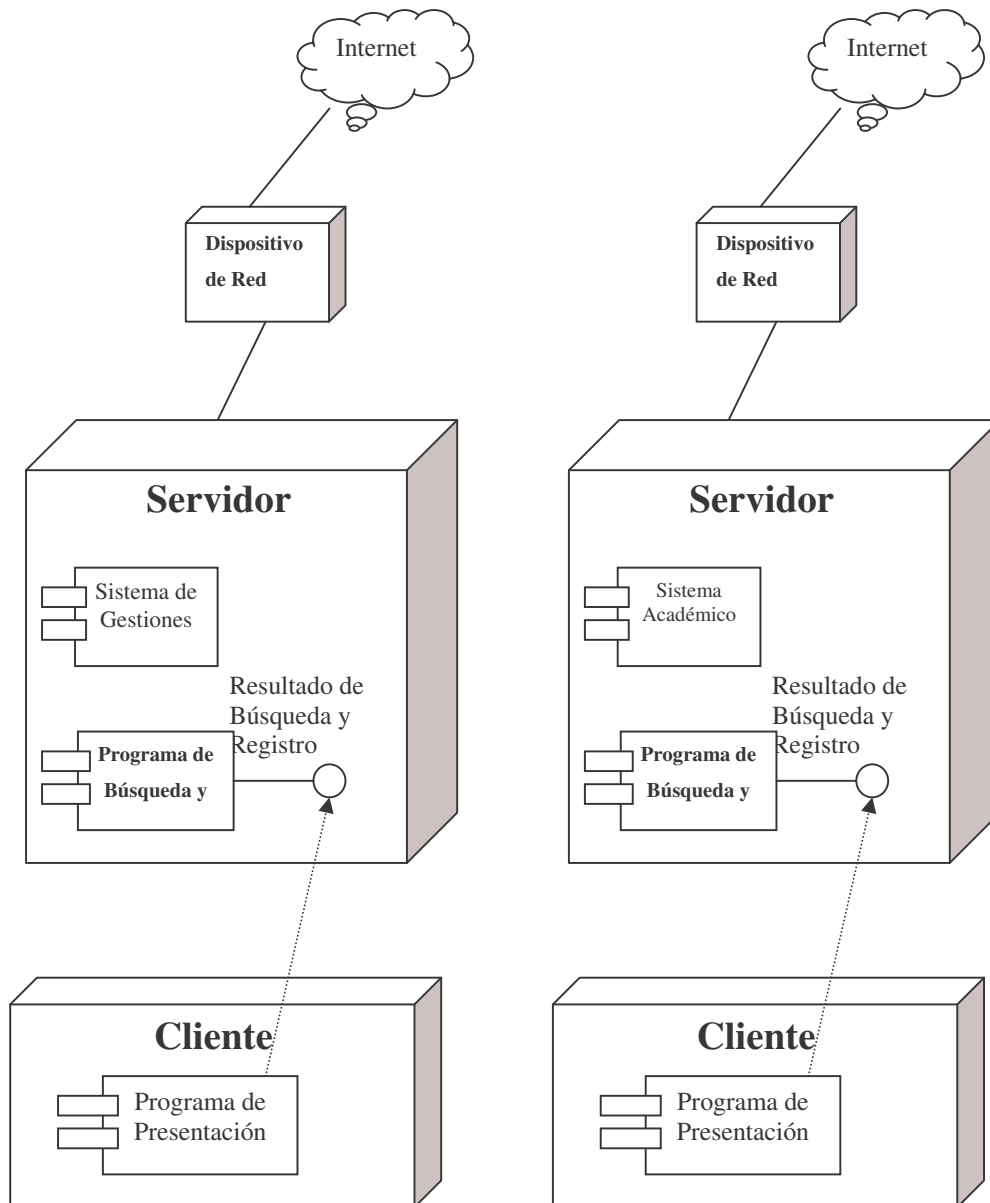 Internet
Dispositivo
de Red
Servidor
Sistema de
Gestiones
Resultado de
Búsqueda y
Registro
Programa de
Búsqueda y
Cliente
Programa de
Presentación
Internet
Dispositivo
de Red
Servidor
Sistema
Académico
Resultado de
Búsqueda y
Registro
Programa de
Búsqueda y
Cliente
Programa de
Presentación